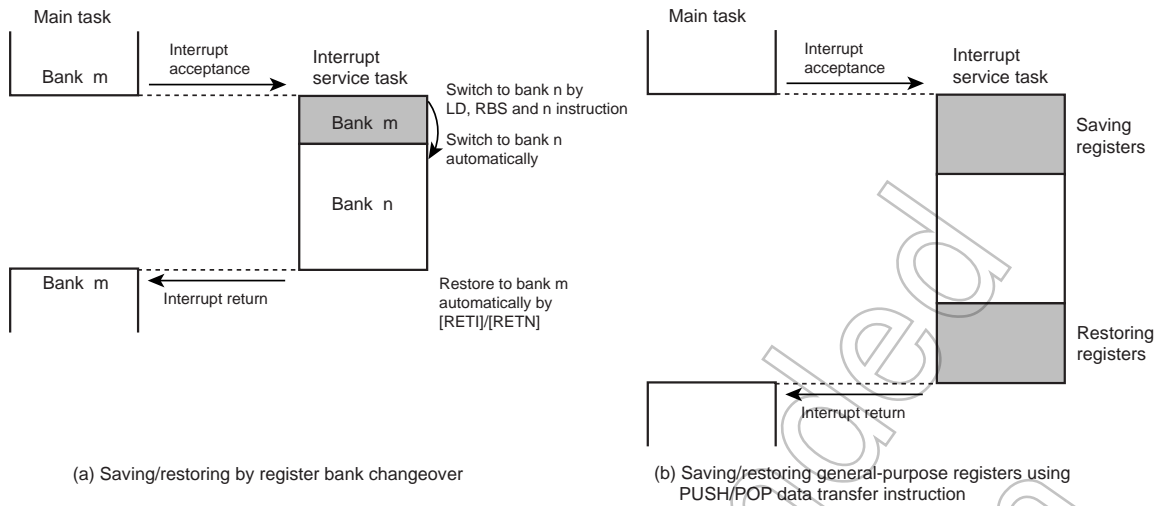 Main task
Bank m
Interrupt
acceptance
Interrupt
service task
Bank m
Switch to bank n by
LD, RBS and n instruction
Switch to bank n
automatically
Bank n
Bank m
Interrupt return
Restore to bank m
automatically by
[RETI]/[RETN]
(a) Saving/restoring by register bank changeover
Main task
Interrupt
acceptance
Interrupt
service task
Saving
registers
Restoring
registers
Interrupt return
(b) Saving/restoring general-purpose registers using
PUSH/POP data transfer instruction